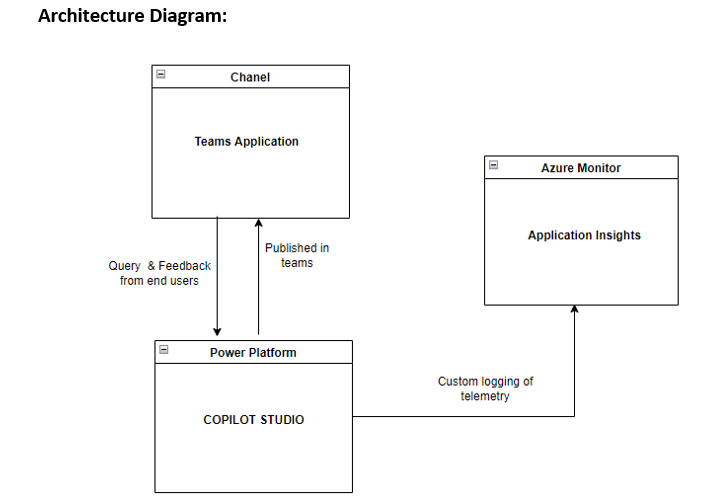 Architecture Diagram:
Chanel
Teams Application
Azure Monitor
Application Insights
Query & Feedback
from end users
Published in
teams
Power Platform
COPILOT STUDIO
Custom logging of
telemetry